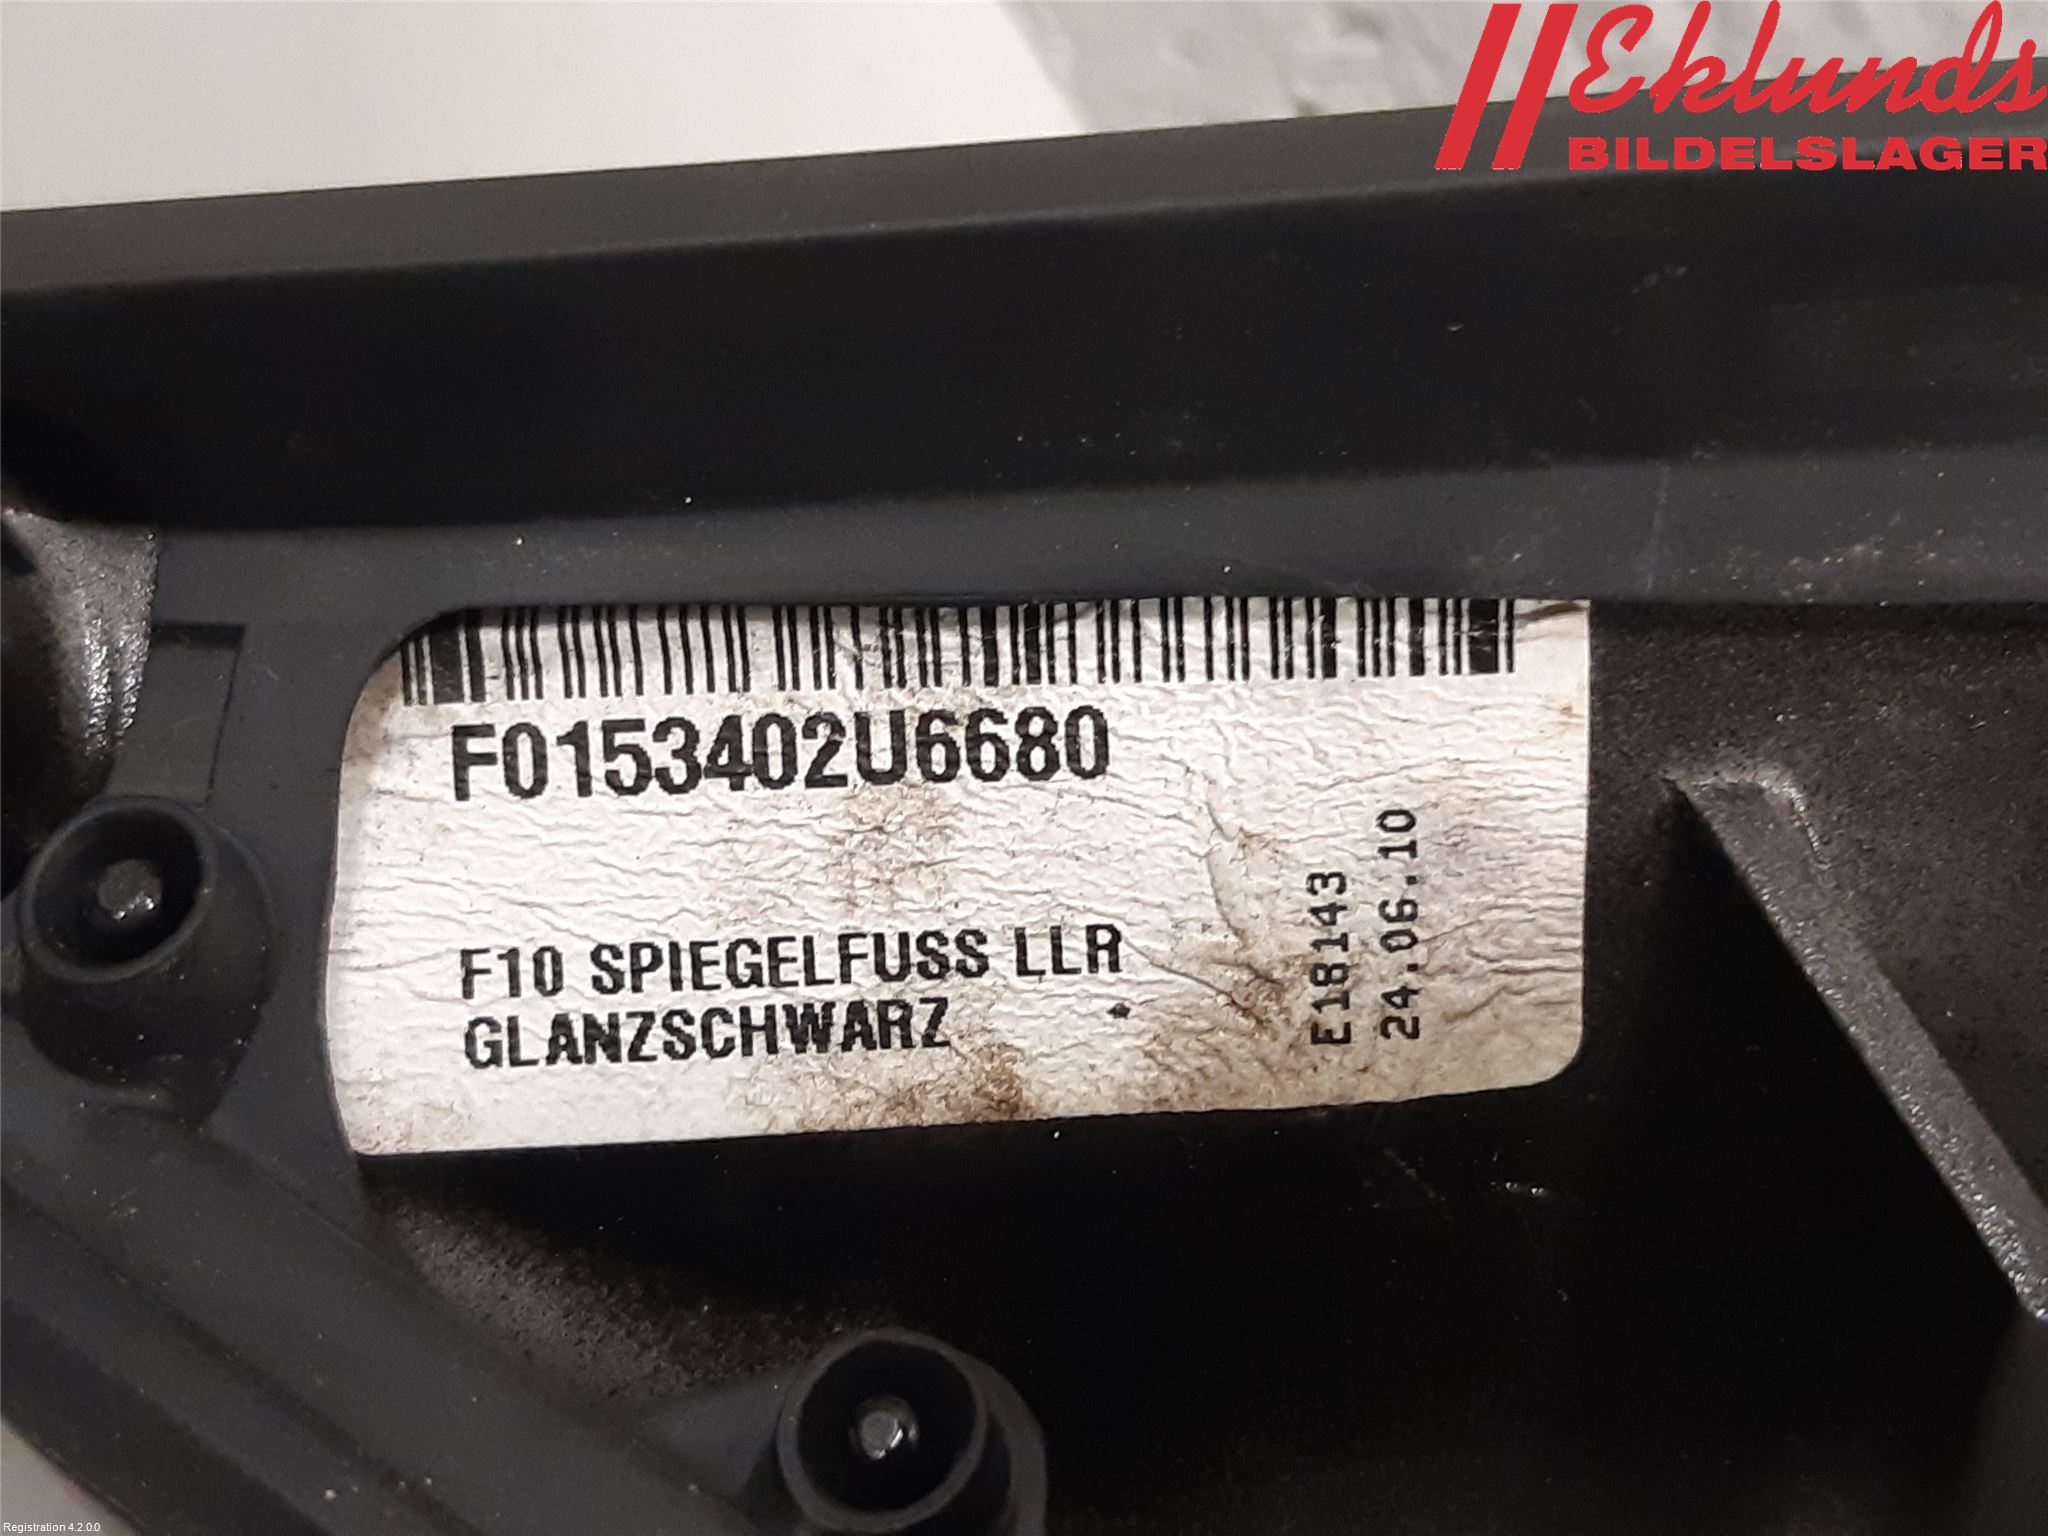 Eklunds
BILDELSLAGER
F0153402U6680
F10 SPIEGELFUSS LLR
GLANZSCHWARZ
E18143
24.06.10
Registration 4.2.0.0